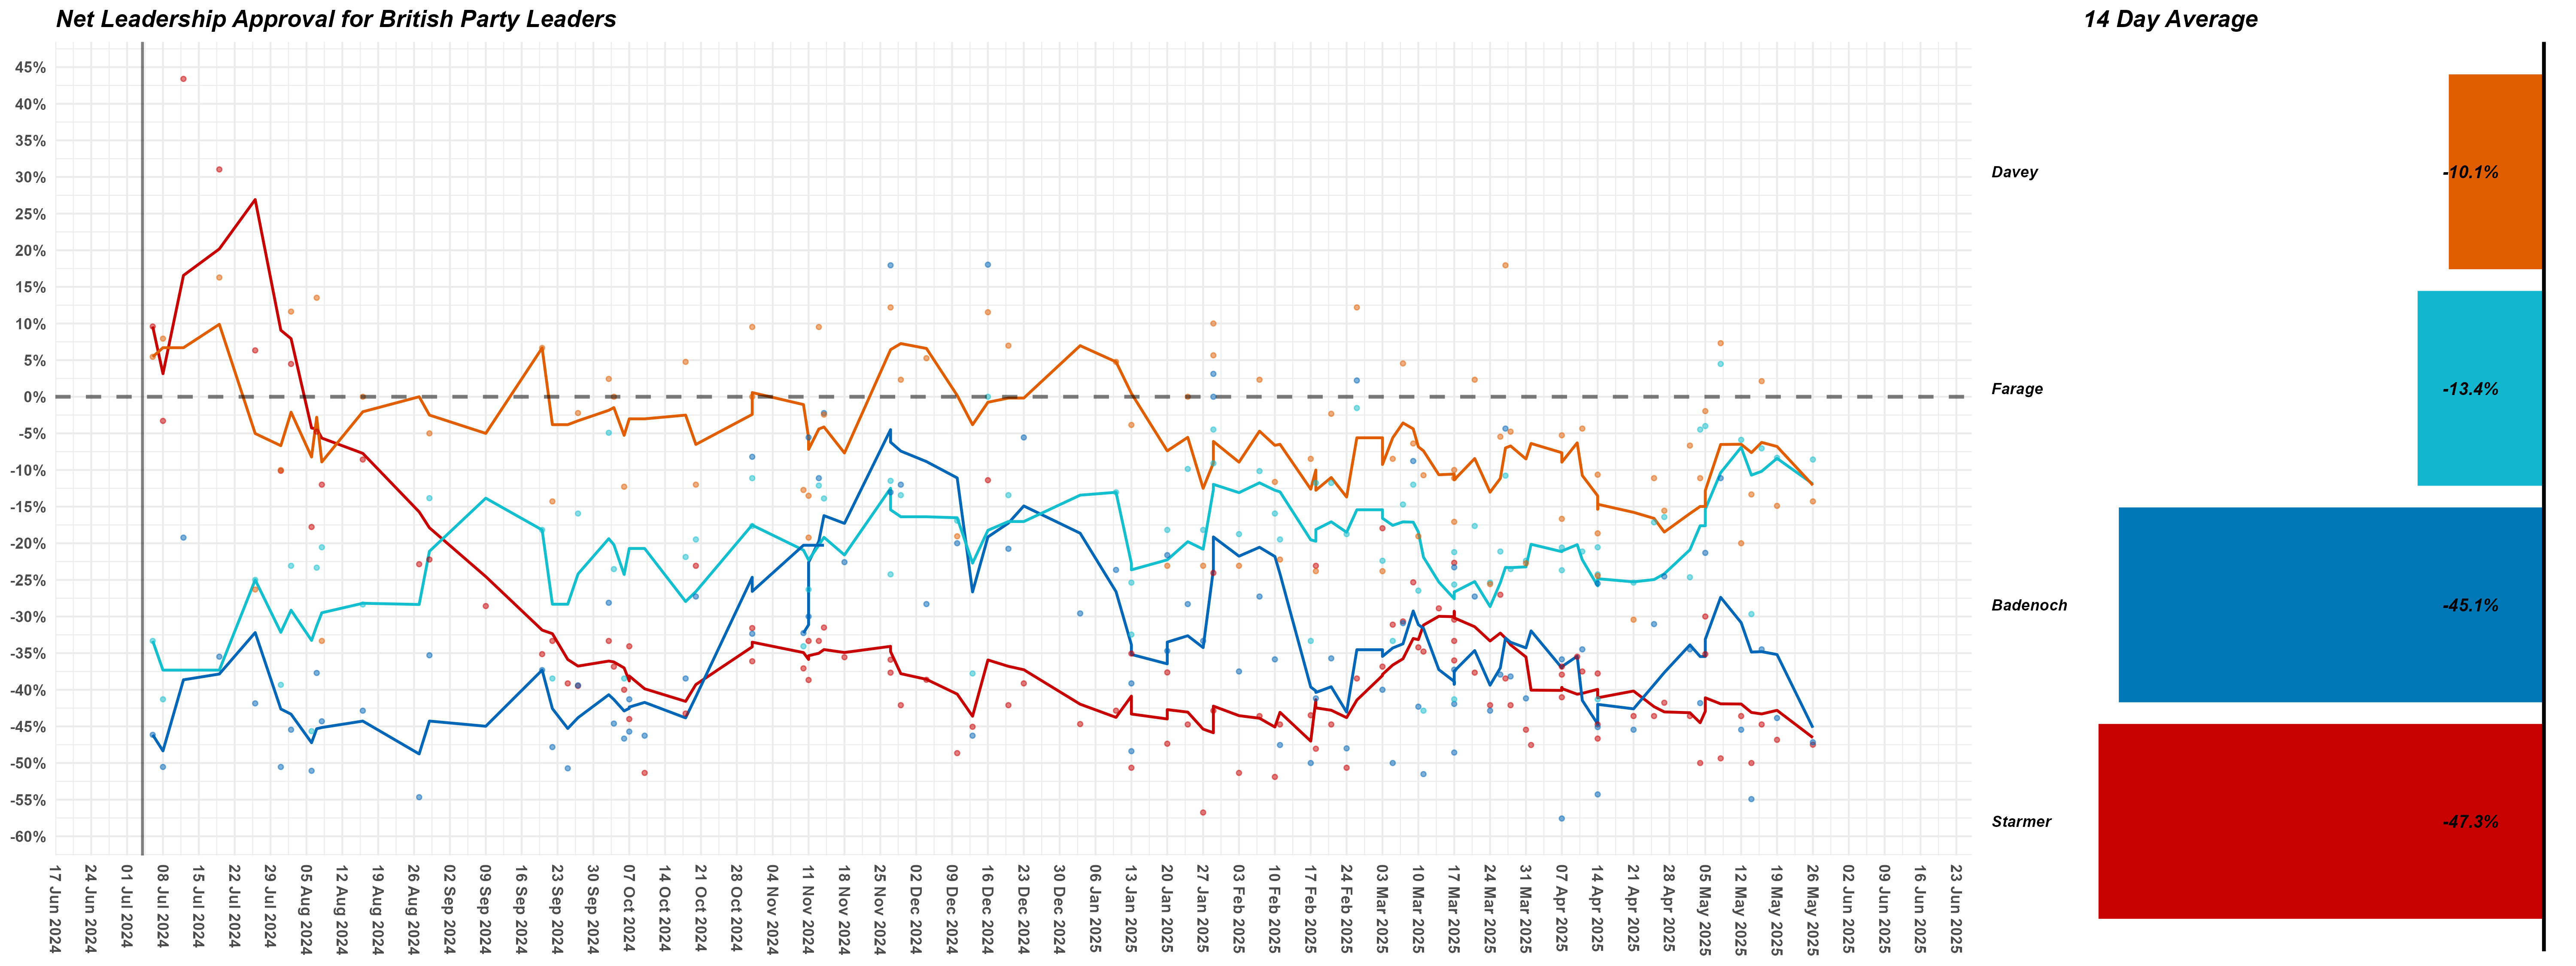 Net Leadership Approval for British Party Leaders
14 Day Average
45%
40%
35%
30%
25%
20%
15%
10%
5%
0%
-5%
-10%
-15%
-20%
-25%
-30%
-35%
-40%
-45%
-50%
-55%
-60%
17 Jun 2024
24 Jun 2024
01 Jul 2024
08 Jul 2024
15 Jul 2024
22 Jul 2024
29 Jul 2024
05 Aug 2024
12 Aug 2024
19 Aug 2024
26 Aug 2024
02 Sep 2024
09 Sep 2024
16 Sep 2024
23 Sep 2024
30 Sep 2024
07 Oct 2024
14 Oct 2024
21 Oct 2024
28 Oct 2024
04 Nov 2024
11 Nov 2024
18 Nov 2024
25 Nov 2024
02 Dec 2024
09 Dec 2024
16 Dec 2024
23 Dec 2024
30 Dec 2024
06 Jan 2025
13 Jan 2025
20 Jan 2025
27 Jan 2025
03 Feb 2025
10 Feb 2025
17 Feb 2025
24 Feb 2025
03 Mar 2025
10 Mar 2025
17 Mar 2025
24 Mar 2025
31 Mar 2025
07 Apr 2025
14 Apr 2025
21 Apr 2025
28 Apr 2025
05 May 2025
12 May 2025
19 May 2025
26 May 2025
02 Jun 2025
09 Jun 2025
16 Jun 2025
23 Jun 2025
Davey -10.1%
Farage -13.4%
Badenoch -45.1%
Starmer -47.3%